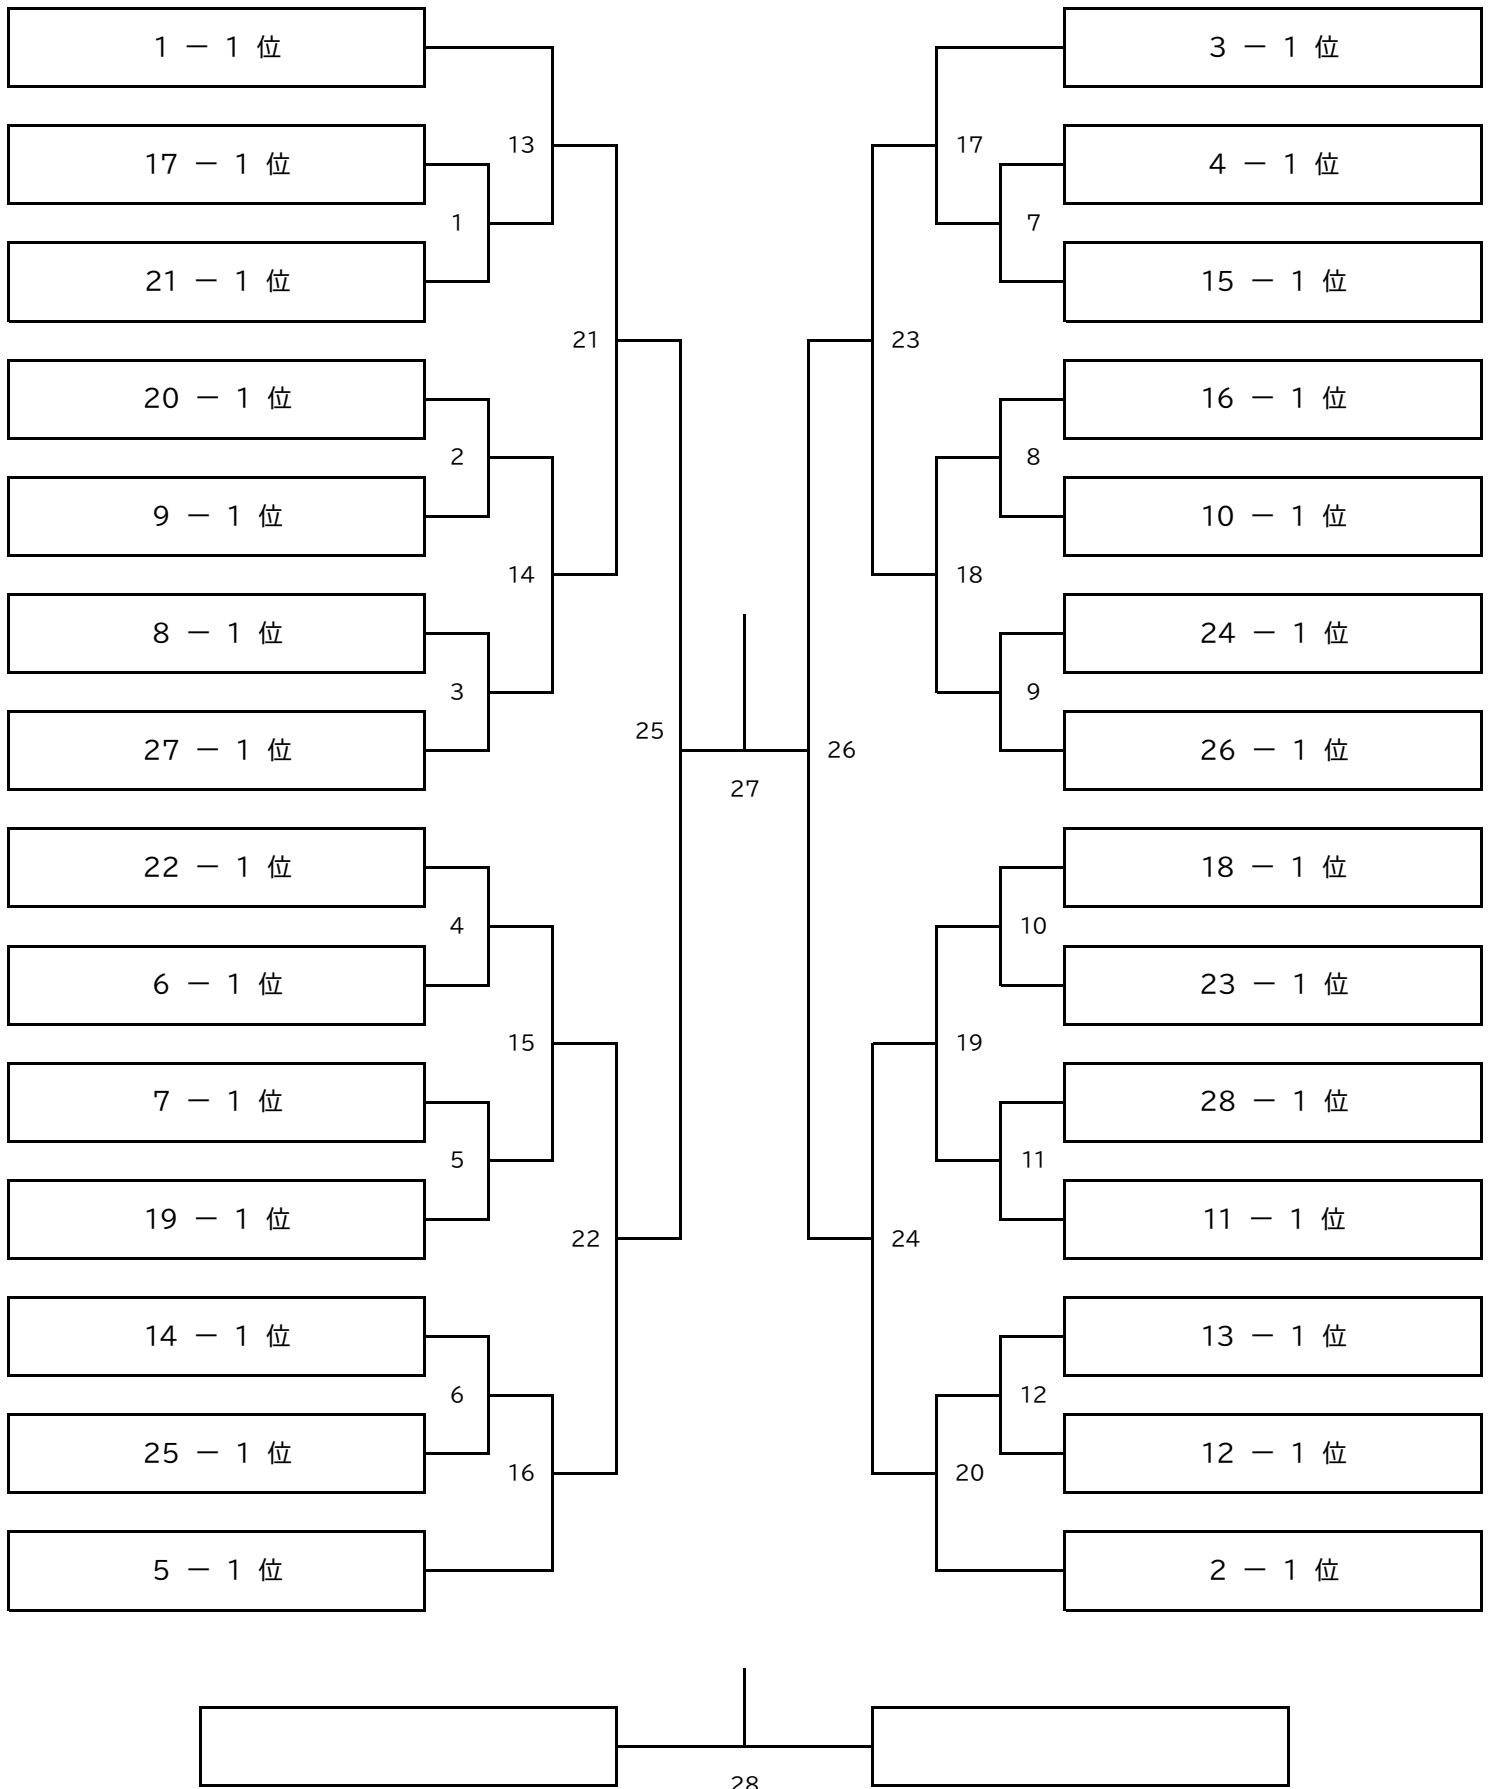 1 － 1 位
3 － 1 位
13
17
17 － 1 位
4 － 1 位
1
7
21 － 1 位
15 － 1 位
21
23
20 － 1 位
16 － 1 位
2
8
9 － 1 位
10 － 1 位
14
18
8 － 1 位
24 － 1 位
3
9
25
27 － 1 位
26
26 － 1 位
27
22 － 1 位
18 － 1 位
4
10
6 － 1 位
23 － 1 位
15
19
7 － 1 位
28 － 1 位
5
11
19 － 1 位
11 － 1 位
22
24
14 － 1 位
13 － 1 位
6
12
25 － 1 位
12 － 1 位
16
20
5 － 1 位
2 － 1 位
28